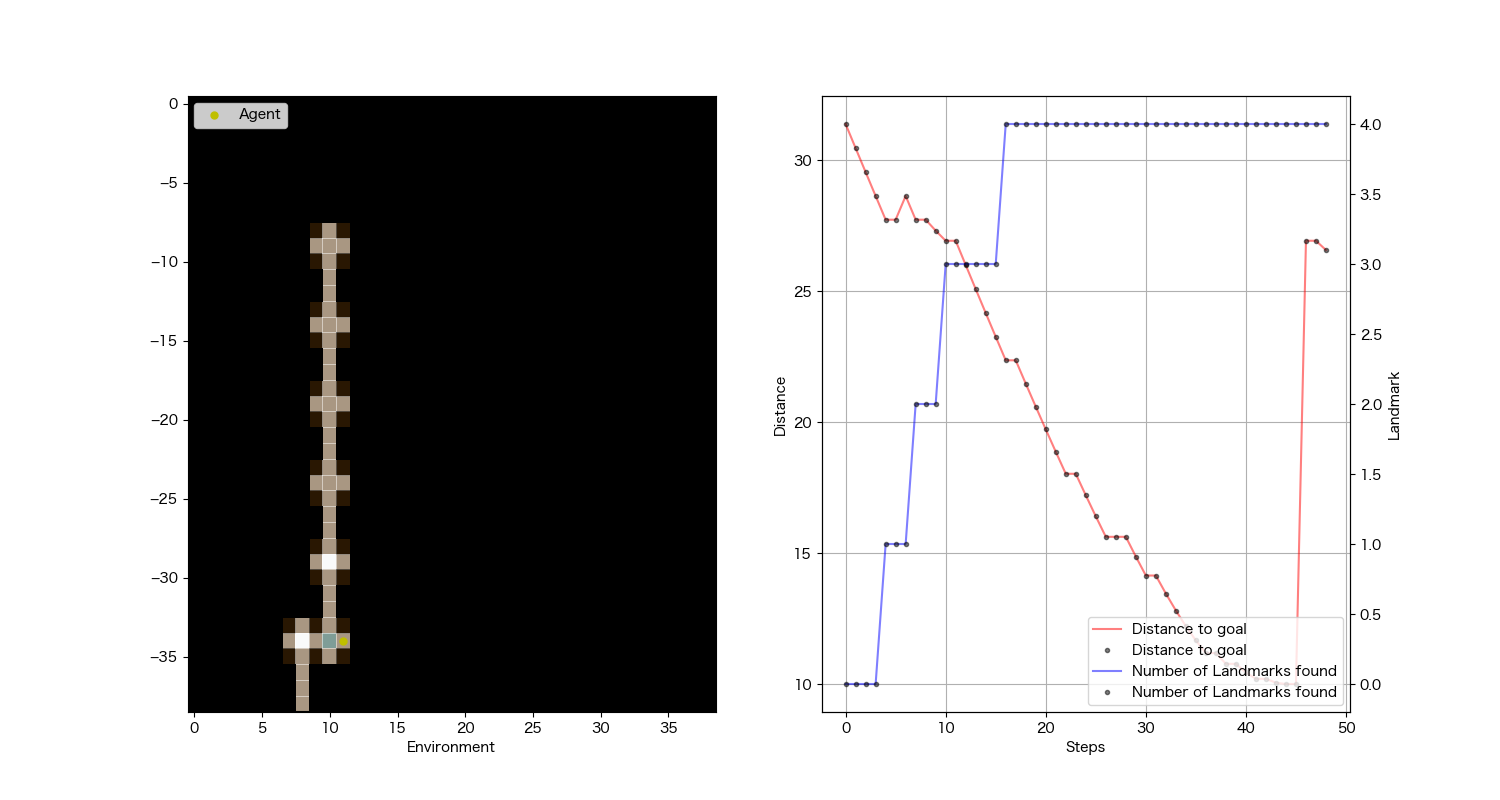 Agent
0
−5
−10
−15
−20
−25
−30
−35
0 5 10 15 20 25 30 35
Environment
30
25
20
15
10
Distance
0 10 20 30 40 50
Steps
4.0
3.5
3.0
2.5
2.0
1.5
1.0
0.5
0.0
Landmark
Distance to goal
Distance to goal
Number of Landmarks found
Number of Landmarks found